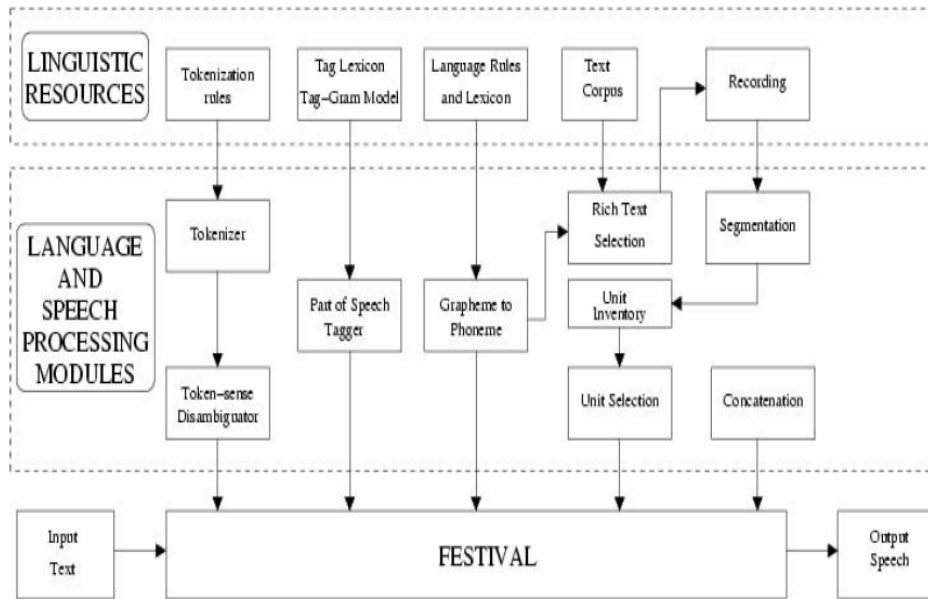 LINGUISTIC
RESOURCES
Tokenization
rules
Tag Lexicon
Tag-Gram Model
Language Rules
and Lexicon
Text
Corpus
Recording
LANGUAGE
AND
SPEECH
PROCESSING
MODULES
Tokenizer
Rich Text
Selection
Segmentation
Part of Speech
Tagger
Grapheme to
Phoneme
Unit
Inventory
Token-sense
Disambiguator
Unit Selection
Concatenation
Input
Text
FESTIVAL
Output
Speech